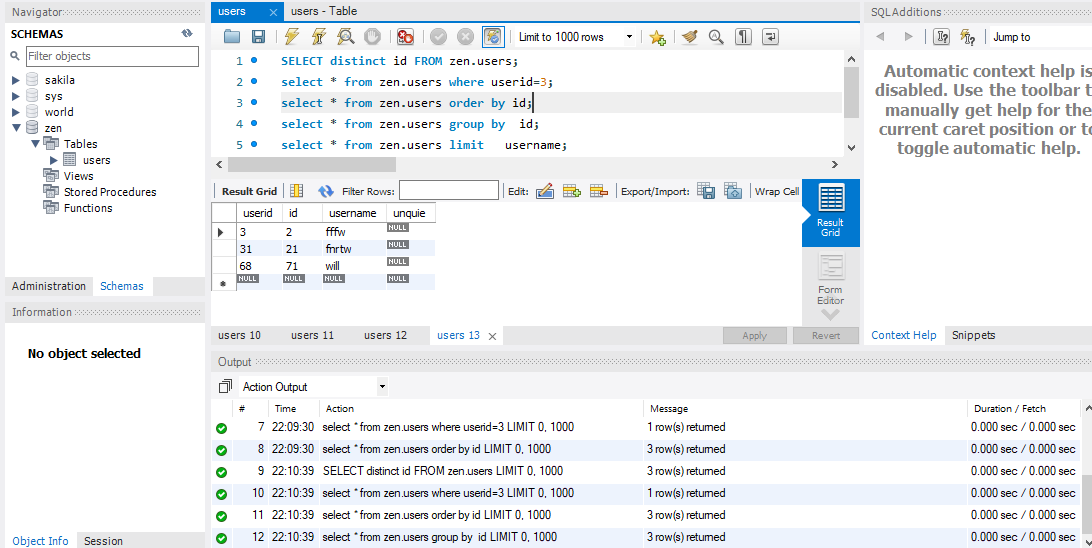 Navigator
SCHEMAS
Filter objects
sakila
sys
world
zen
Tables
users
Views
Stored Procedures
Functions
Administration Schemas
Information
No object selected
Object Info Session
users × users - Table
Limit to 1000 rows
1 SELECT distinct id FROM zen.users;
2 select * from zen.users where userid=3;
3 select * from zen.users order by id;
4 select * from zen.users group by  id;
5 select * from zen.users limit   username;
Result Grid Filter Rows: Edit: Export/Import: Wrap Cell
userid id username unquie
3 2 fffw NULL
31 21 fnrtw NULL
68 71 will NULL
NULL NULL NULL NULL
Result
Grid
Form
Editor
users 10 users 11 users 12 users 13 ×
Apply Revert
SQLAdditions
Jump to
Automatic context help is
disabled. Use the toolbar t
manually get help for the
current caret position or to
toggle automatic help.
Context Help Snippets
Output
Action Output
# Time Action Message Duration / Fetch
7 22:09:30 select * from zen.users where userid=3 LIMIT 0, 1000 1 row(s) returned 0.000 sec / 0.000 sec
8 22:09:30 select * from zen.users order by id LIMIT 0, 1000 3 row(s) returned 0.000 sec / 0.000 sec
9 22:10:39 SELECT distinct id FROM zen.users LIMIT 0, 1000 3 row(s) returned 0.000 sec / 0.000 sec
10 22:10:39 select * from zen.users where userid=3 LIMIT 0, 1000 1 row(s) returned 0.000 sec / 0.000 sec
11 22:10:39 select * from zen.users order by id LIMIT 0, 1000 3 row(s) returned 0.000 sec / 0.000 sec
12 22:10:39 select * from zen.users group by  id LIMIT 0, 1000 3 row(s) returned 0.000 sec / 0.000 sec